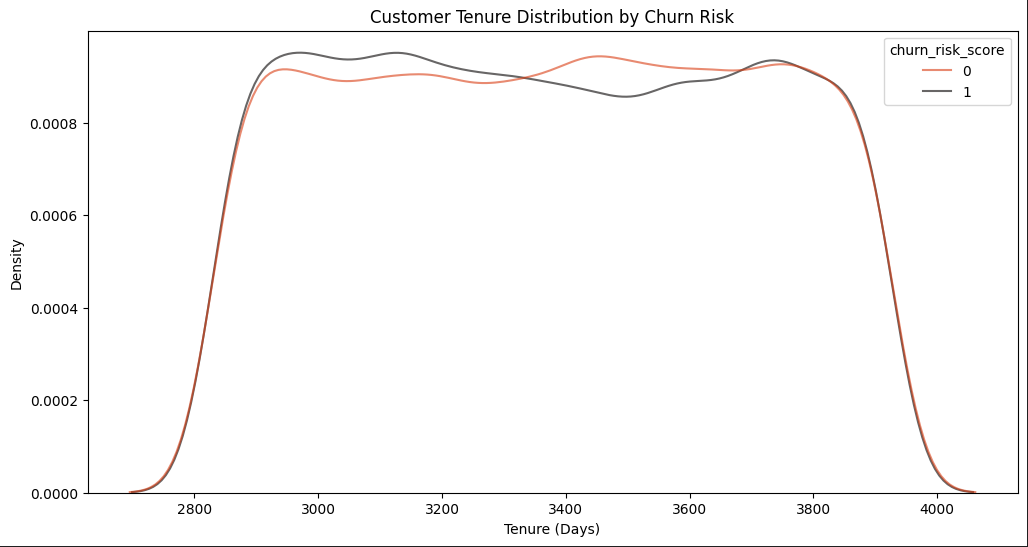 Customer Tenure Distribution by Churn Risk
churn_risk_score
0
1
0.0008
0.0006
0.0004
0.0002
0.0000
Density
2800 3000 3200 3400 3600 3800 4000
Tenure (Days)